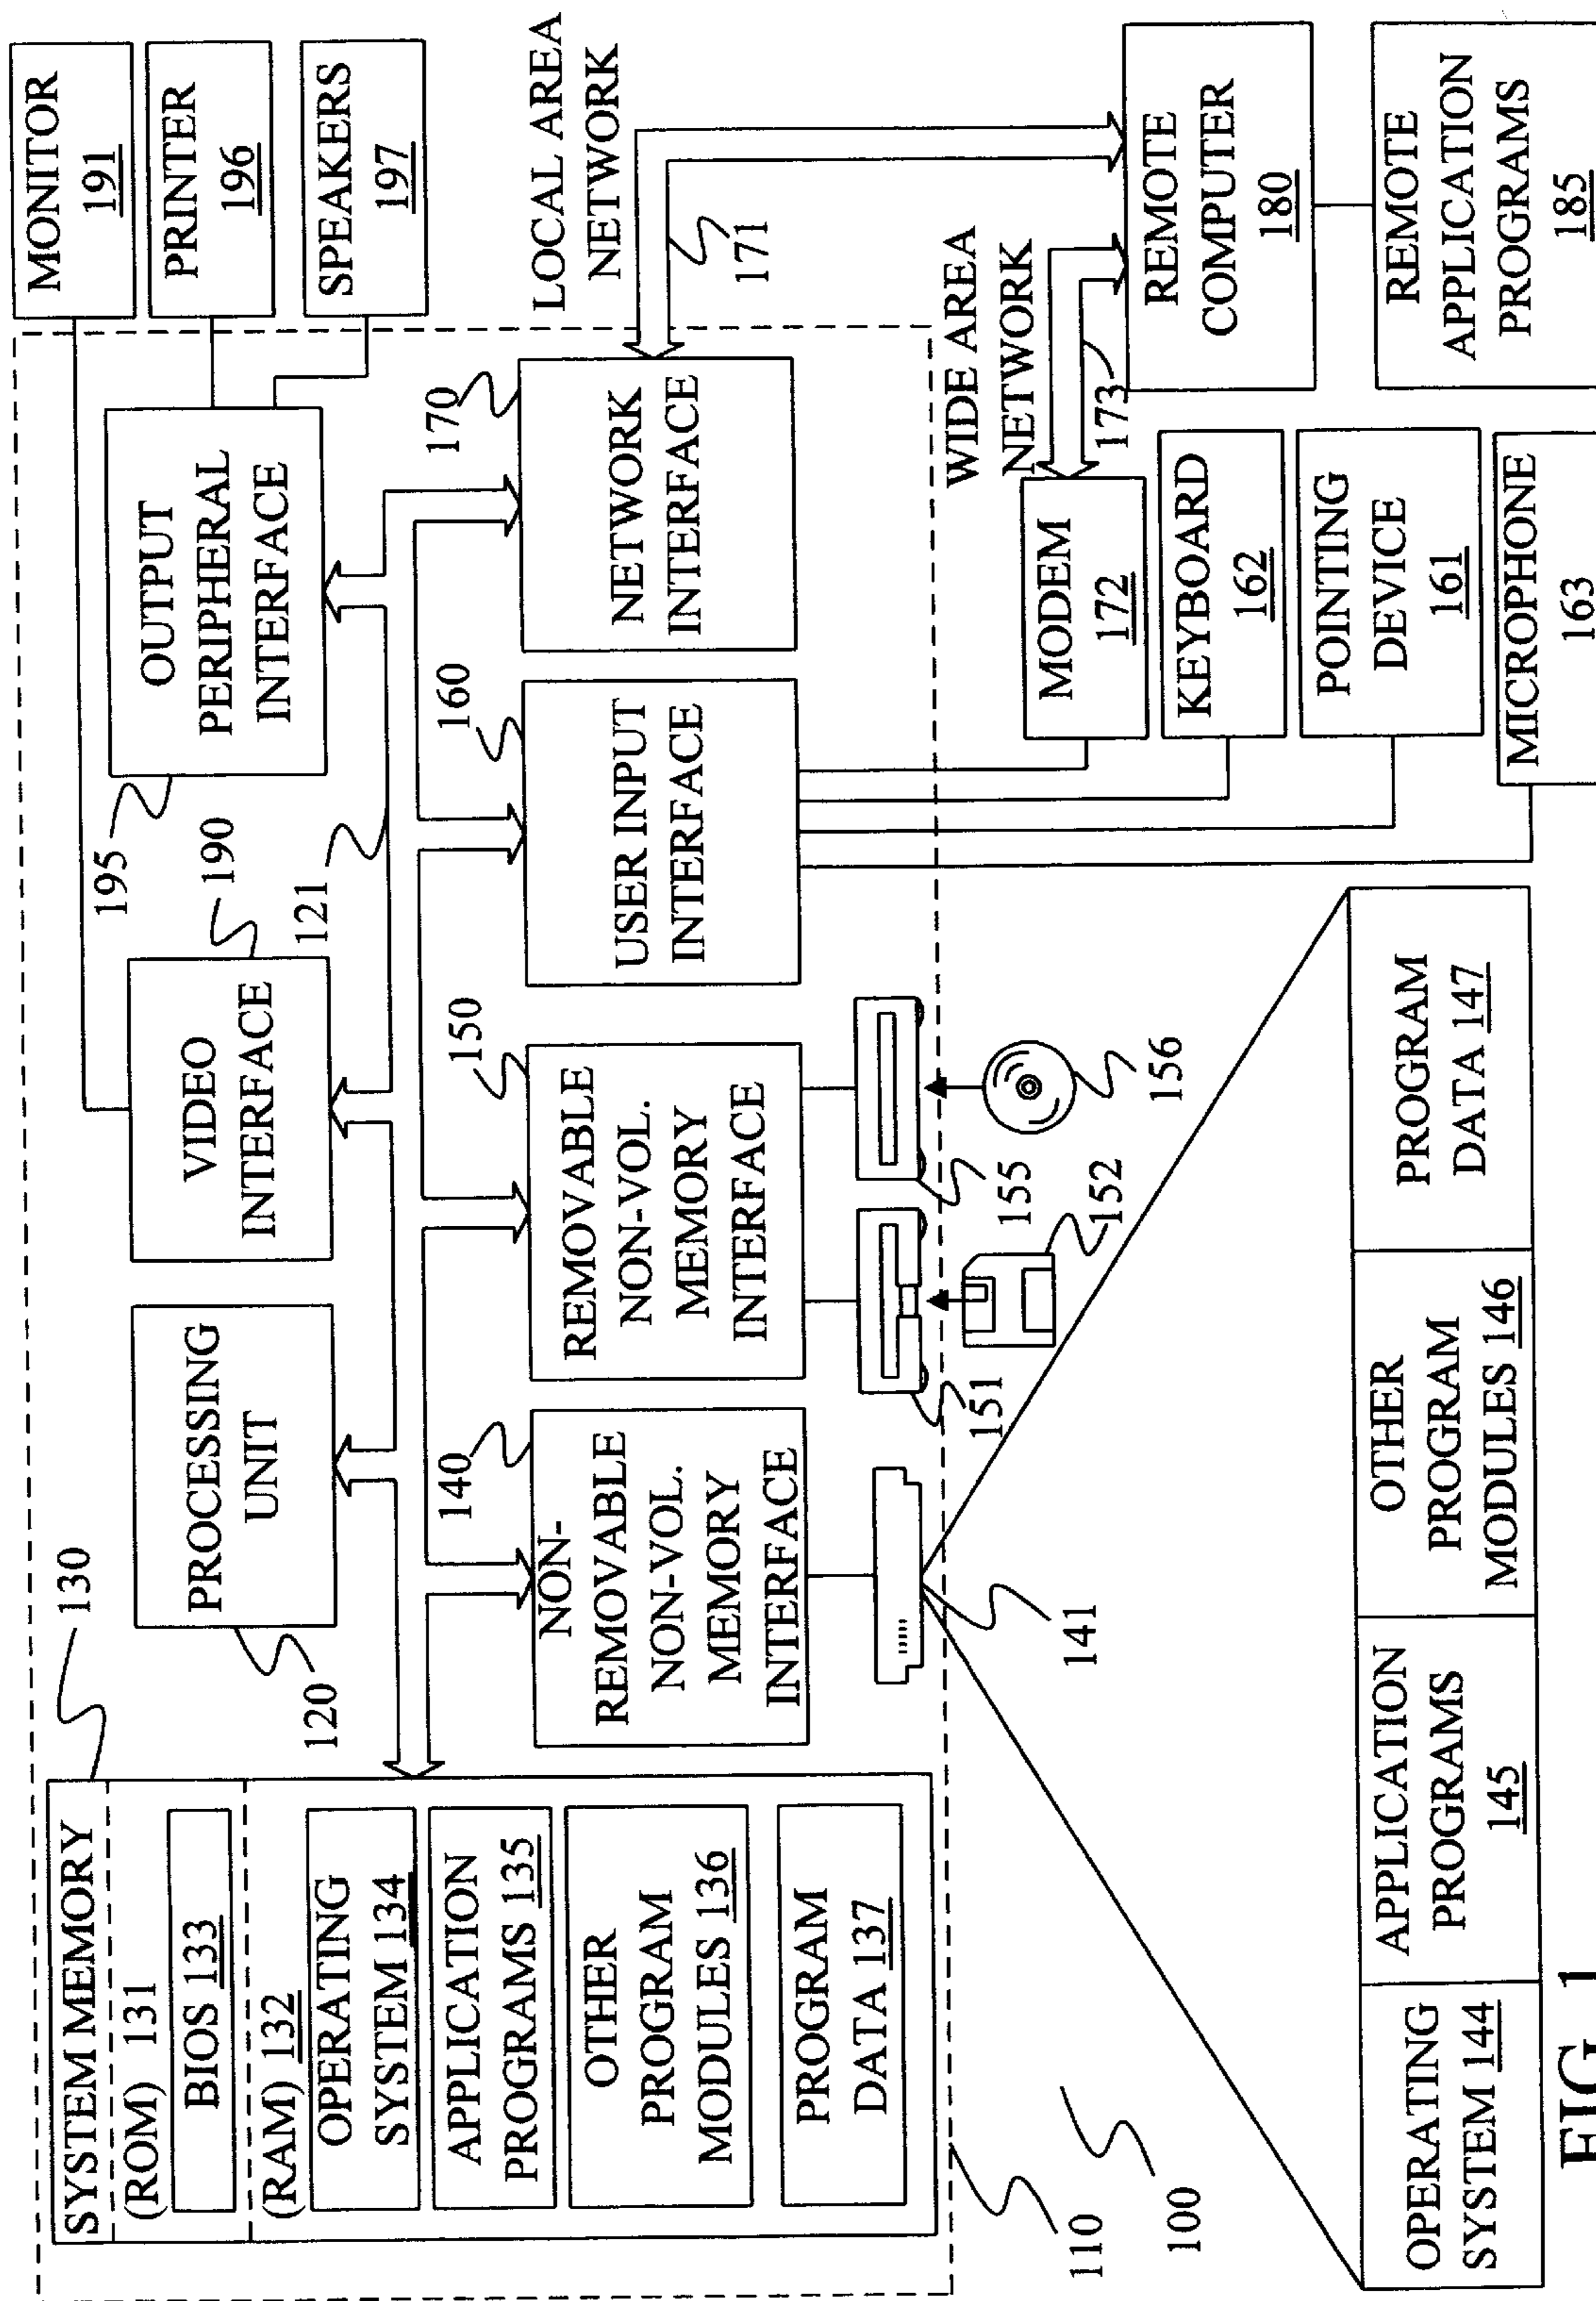 SYSTEM MEMORY
(ROM) 131
BIOS 133
(RAM) 132
OPERATING
SYSTEM 134
APPLICATION
PROGRAMS 135
OTHER
PROGRAM
MODULES 136
PROGRAM
DATA 137
130
120
PROCESSING
UNIT
VIDEO
INTERFACE
190
121
195
OUTPUT
PERIPHERAL
INTERFACE
MONITOR
191
PRINTER
196
SPEAKERS
197
140
NON-
REMOVABLE
NON-VOL.
MEMORY
INTERFACE
150
REMOVABLE
NON-VOL.
MEMORY
INTERFACE
160
USER INPUT
INTERFACE
170
NETWORK
INTERFACE
LOCAL AREA
NETWORK
171
141
151
152
155
156
WIDE AREA
NETWORK
173
MODEM
172
KEYBOARD
162
POINTING
DEVICE
161
MICROPHONE
163
REMOTE
COMPUTER
180
REMOTE
APPLICATION
PROGRAMS
185
110
100
OPERATING
SYSTEM 144
APPLICATION
PROGRAMS
145
OTHER
PROGRAM
MODULES 146
PROGRAM
DATA 147
FIG. 1